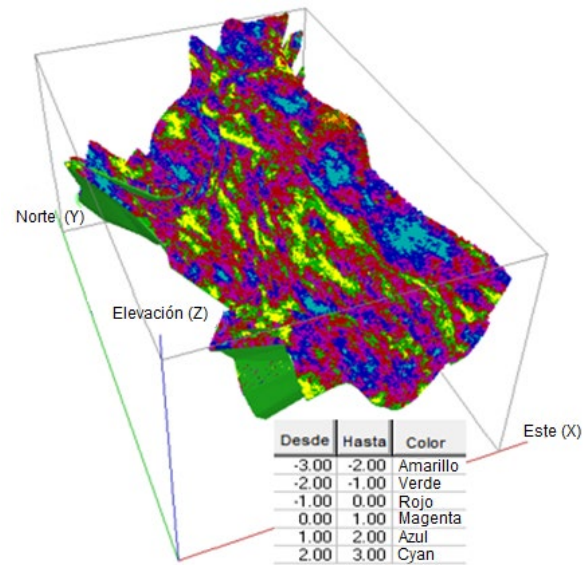 Norte (Y)
Elevación (Z)
Este (X)
Desde Hasta Color
-3.00 -2.00 Amarillo
-2.00 -1.00 Verde
-1.00 0.00 Rojo
0.00 1.00 Magenta
1.00 2.00 Azul
2.00 3.00 Cyan